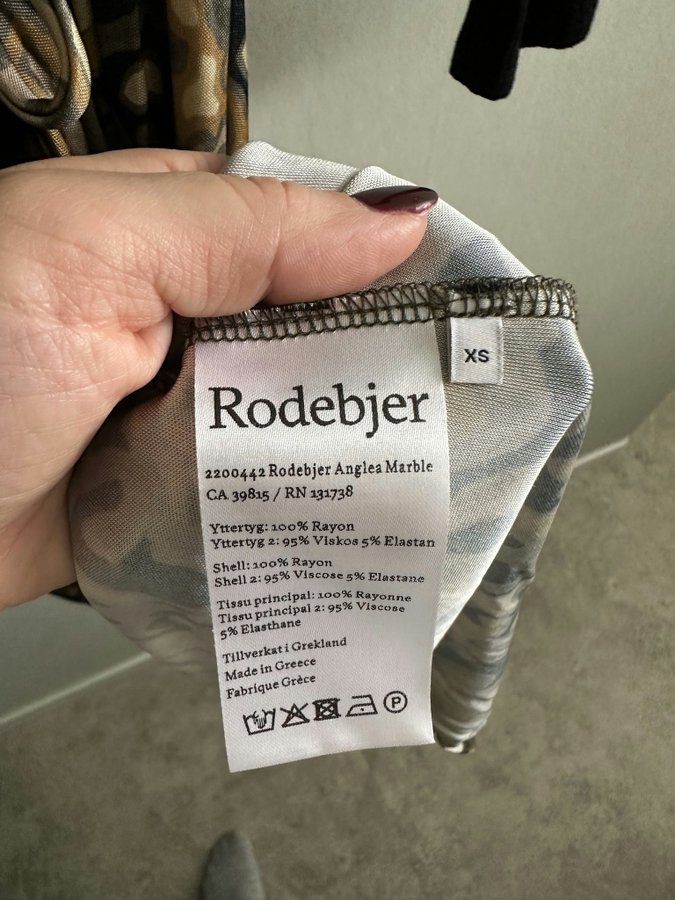 XS
Rodebjer
2200442 Rodebjer Anglea Marble
CA 39815 / RN 131738
Yttertyg: 100% Rayon
Yttertyg 2: 95% Viskos 5% Elastan
Shell: 100% Rayon
Shell 2: 95% Viscose 5% Elastane
Tissu principal: 100% Rayonne
Tissu principal 2: 95% Viscose
5% Elasthane
Tillverkat i Grekland
Made in Greece
Fabrique Grèce
P